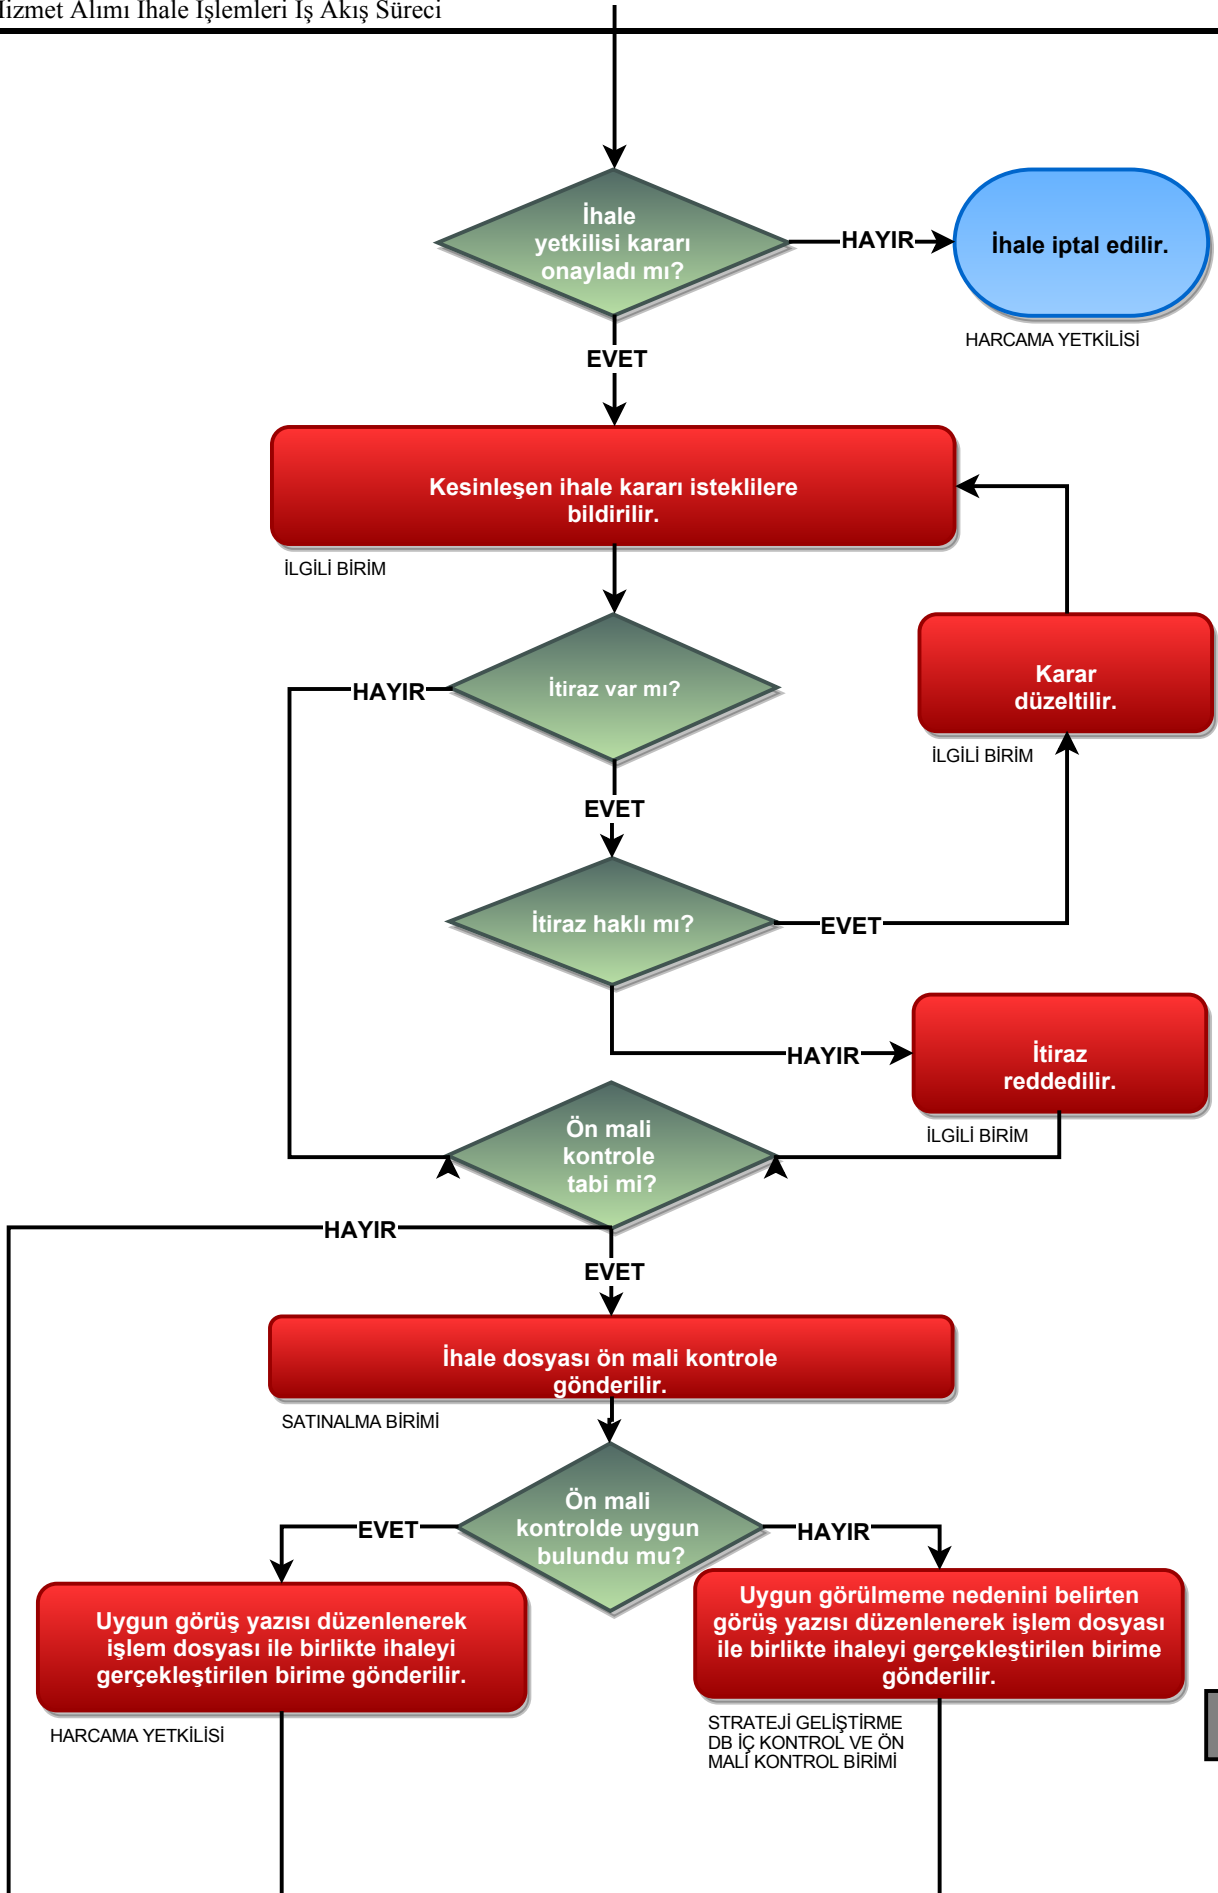 Hizmet Alımı İhale İşlemleri İş Akış Süreci
İhale
yetkilisi kararı
onayladı mı?
HAYIR
İhale iptal edilir.
HARCAMA YETKİLİSİ
EVET
Kesinleşen ihale kararı isteklilere
bildirilir.
İLGİLİ BİRİM
Karar
düzeltilir.
İLGİLİ BİRİM
HAYIR
İtiraz var mı?
EVET
İtiraz haklı mı?
EVET
HAYIR
İtiraz
reddedilir.
İLGİLİ BİRİM
Ön mali
kontrole
tabi mi?
HAYIR
EVET
İhale dosyası ön mali kontrole
gönderilir.
SATINALMA BİRİMİ
Ön mali
kontrolde uygun
bulundu mu?
EVET
HAYIR
Uygun görüş yazısı düzenlenerek
işlem dosyası ile birlikte ihaleyi
gerçekleştirilen birime gönderilir.
HARCAMA YETKİLİSİ
Uygun görülmeme nedenini belirten
görüş yazısı düzenlenerek işlem dosyası
ile birlikte ihaleyi gerçekleştirilen birime
gönderilir.
STRATEJİ GELİŞTİRME
DB İÇ KONTROL VE ÖN
MALİ KONTROL BİRİMİ